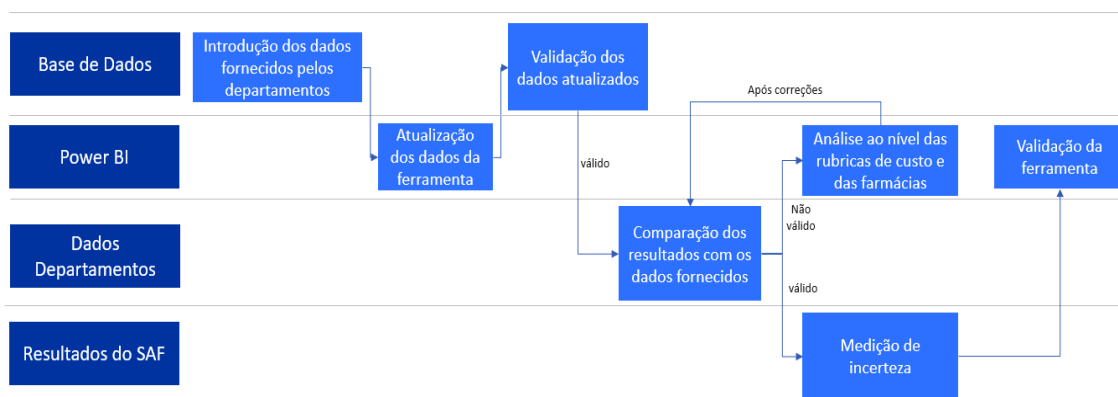 Base de Dados
Introdução dos dados
fornecidos pelos
departamentos
Validação dos
dados atualizados
Após correções
Power BI
Atualização
dos dados da
ferramenta
válido
Análise ao nível das
rubricas de custo e
das farmácias
Validação da
ferramenta
Dados
Departamentos
Comparação dos
resultados com os
dados fornecidos
Não
válido
válido
Resultados do SAF
Medição de
incerteza